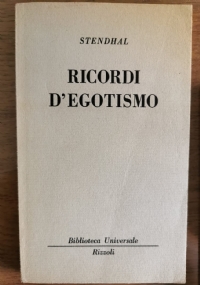 STENDHAL
RICORDI
D'EGOTISMO
Biblioteca Universale
Rizzoli